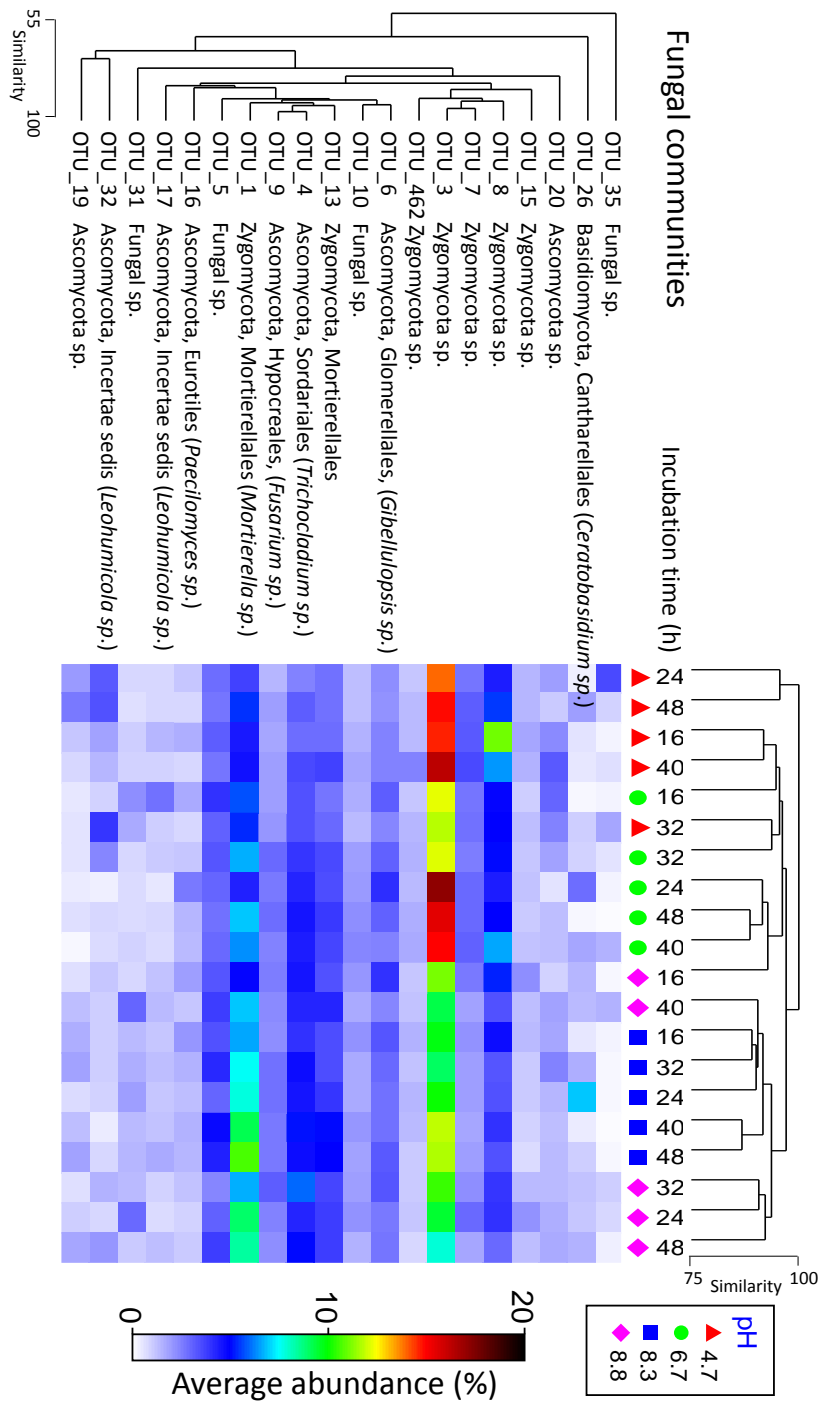 Fungal communities
55
100
Similarity
OTU_35 Fungal sp.
OTU_26 Basidiomycota, Cantharellales (Ceratobasidium sp.)
OTU_20 Ascomycota sp.
OTU_15 Zygomycota sp.
OTU_8 Zygomycota sp.
OTU_7 Zygomycota sp.
OTU_3 Zygomycota sp.
OTU_462 Zygomycota sp.
OTU_6 Ascomycota, Glomerellales, (Gibellulopsis sp.)
OTU_10 Fungal sp.
OTU_13 Zygomycota, Mortierellales
OTU_4 Ascomycota, Sordariales (Trichocladium sp.)
OTU_9 Ascomycota, Hypocreales, (Fusarium sp.)
OTU_1 Zygomycota, Mortierellales (Mortierella sp.)
OTU_5 Fungal sp.
OTU_16 Ascomycota, Eurotiles (Paecilomyces sp.)
OTU_17 Ascomycota, Incertae sedis (Leohumicola sp.)
OTU_31 Fungal sp.
OTU_32 Ascomycota, Incertae sedis (Leohumicola sp.)
OTU_19 Ascomycota sp.
Incubation time (h)
24
48
16
40
16
32
32
24
48
40
16
40
16
32
24
40
48
32
24
48
75
Similarity
100
pH
4.7
6.7
8.3
8.8
0
10
20
Average abundance (%)